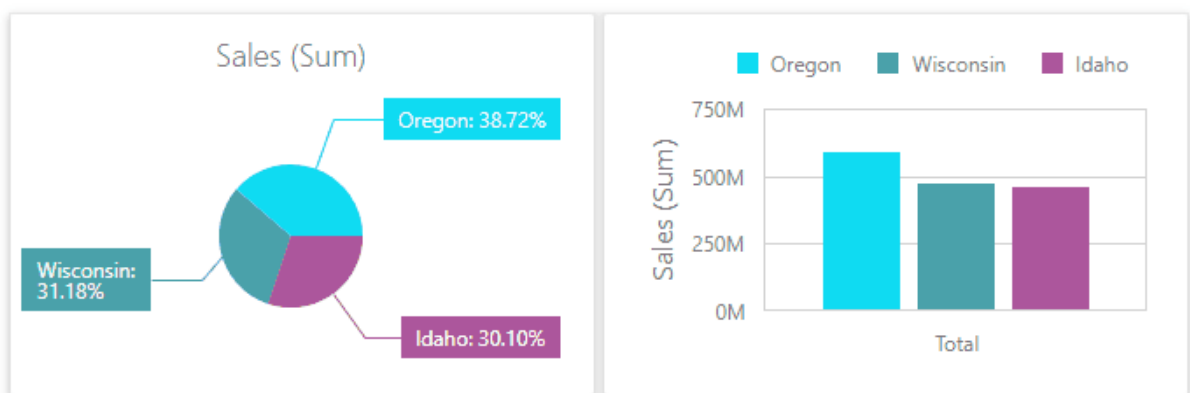 Sales (Sum)
Oregon: 38.72%
Wisconsin:
31.18%
Idaho: 30.10%
Oregon Wisconsin Idaho
750M
500M
250M
0M
Sales (Sum)
Total